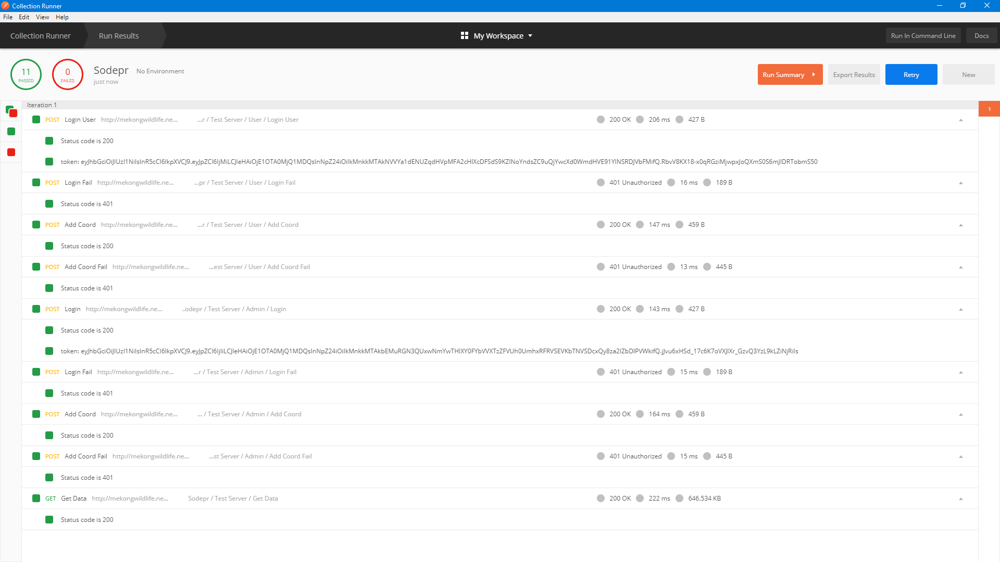 Collection Runner
File Edit View Help
Collection Runner Run Results My Workspace Run In Command Line Docs
11 PASSED
0 FAILED
Sodepr No Environment
just now
Run Summary Export Results Retry New
Iteration 1
1
POST Login User http://mekongwildlife.ne... ...r / Test Server / User / Login User 200 OK 206 ms 427 B
Status code is 200
token:
POST Login Fail http://mekongwildlife.ne... ...pr / Test Server / User / Login Fail 401 Unauthorized 16 ms 189 B
Status code is 401
POST Add Coord http://mekongwildlife.ne... ...r / Test Server / User / Add Coord 200 OK 147 ms 459 B
Status code is 200
POST Add Coord Fail http://mekongwildlife.ne... ...est Server / User / Add Coord Fail 401 Unauthorized 13 ms 445 B
Status code is 401
POST Login http://mekongwildlife.ne... ..odepr / Test Server / Admin / Login 200 OK 143 ms 427 B
Status code is 200
token:
POST Login Fail http://mekongwildlife.ne... ...r / Test Server / Admin / Login Fail 401 Unauthorized 15 ms 189 B
Status code is 401
POST Add Coord http://mekongwildlife.ne... ... / Test Server / Admin / Add Coord 200 OK 164 ms 459 B
Status code is 200
POST Add Coord Fail http://mekongwildlife.ne... ...st Server / Admin / Add Coord Fail 401 Unauthorized 15 ms 445 B
Status code is 401
GET Get Data http://mekongwildlife.ne... Sodepr / Test Server / Get Data 200 OK 222 ms 646.534 KB
Status code is 200